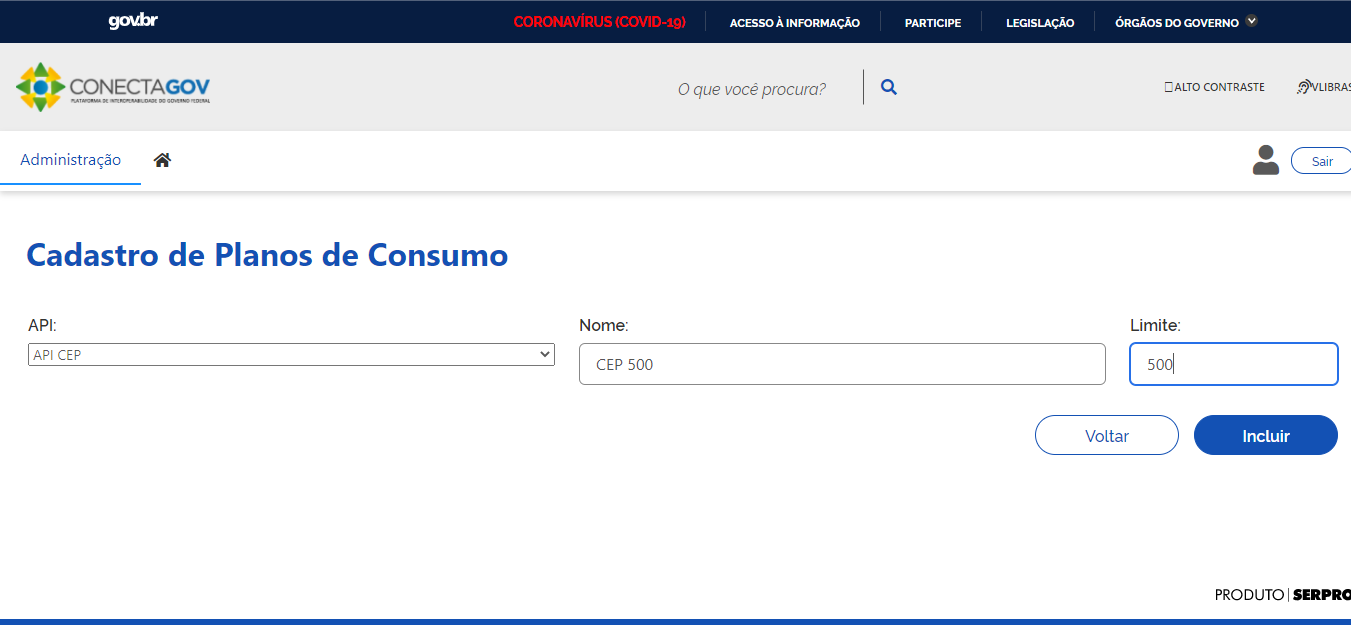 gov.br
CORONAVÍRUS (COVID-19)
ACESSO À INFORMAÇÃO
PARTICIPE
LEGISLAÇÃO
ÓRGÃOS DO GOVERNO
CONECTAGOV
PLATAFORMA DE INTEROPERABILIDADE DO GOVERNO FEDERAL
O que você procura?
ALTO CONTRASTE
VLIBRAS
Administração
Sair
Cadastro de Planos de Consumo
API:
Nome:
Limite:
API CEP
CEP 500
500
Voltar
Incluir
PRODUTO | SERPRO